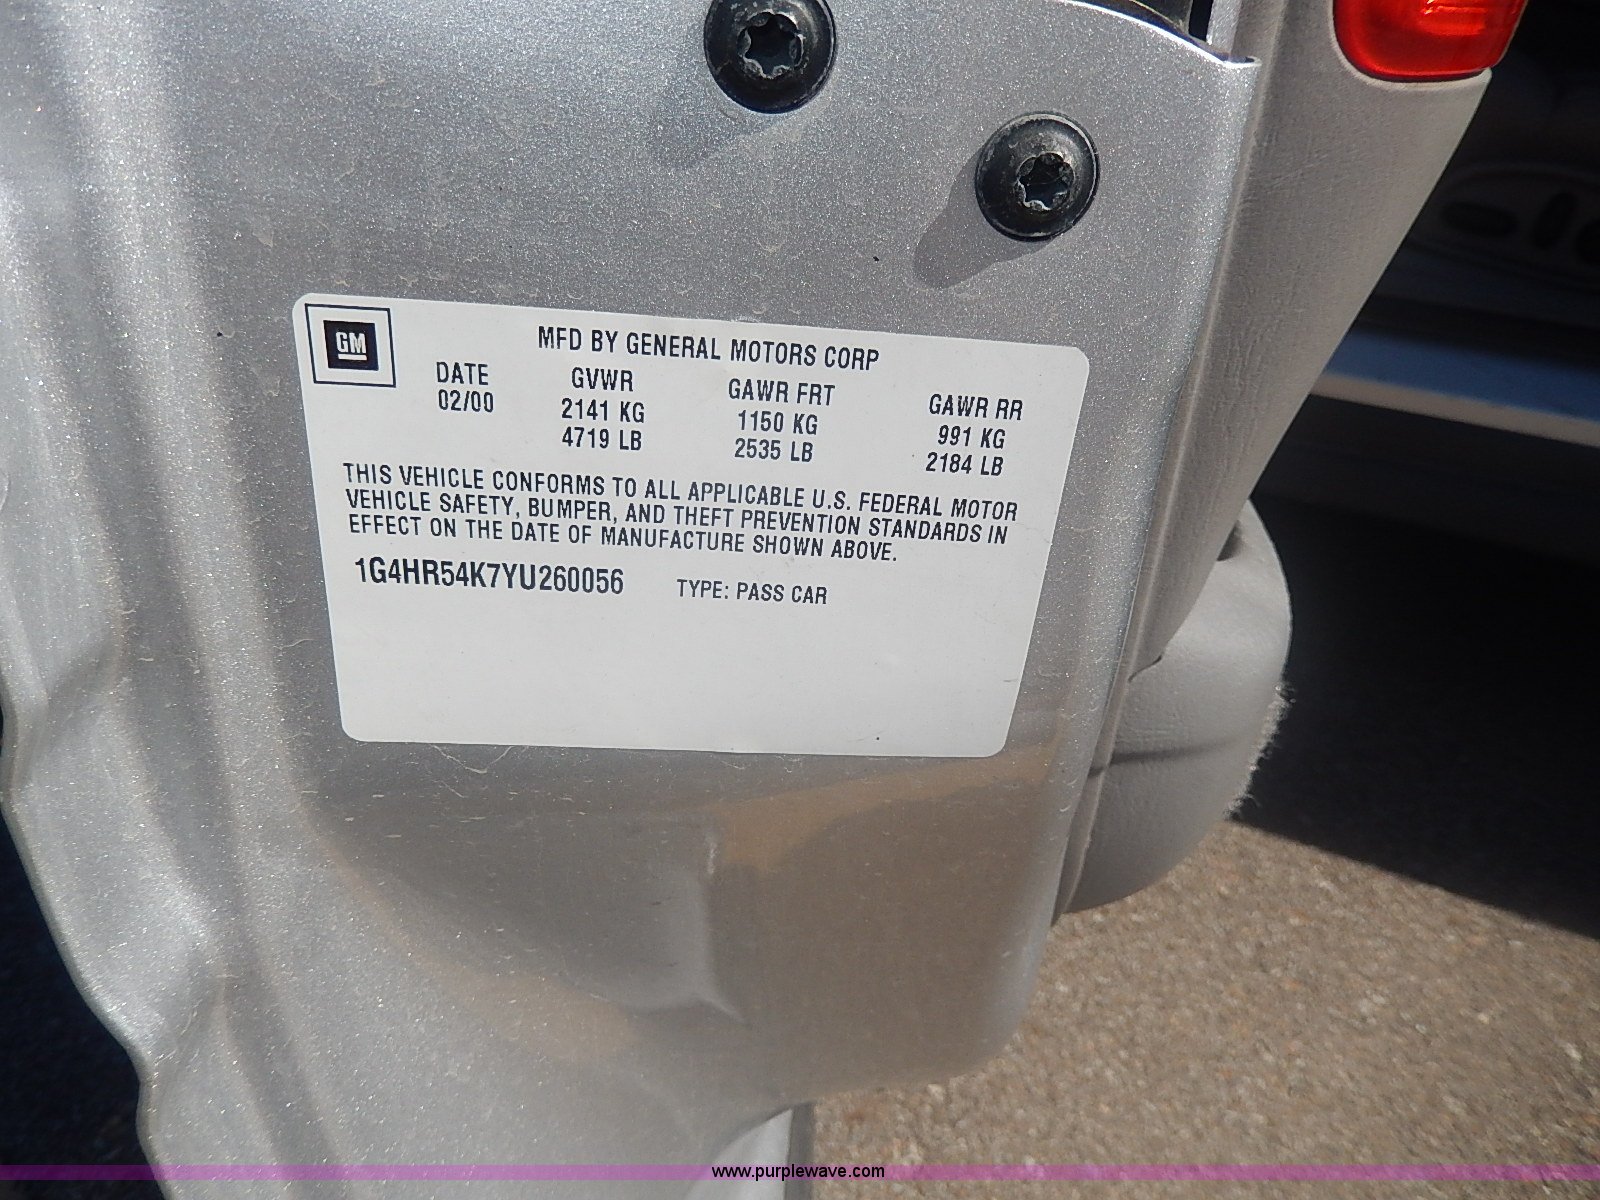 GM
MFD BY GENERAL MOTORS CORP
DATE GVWR GAWR FRT GAWR RR
02/00 2141 KG 1150 KG 991 KG
4719 LB 2535 LB 2184 LB
THIS VEHICLE CONFORMS TO ALL APPLICABLE U.S. FEDERAL MOTOR
VEHICLE SAFETY, BUMPER, AND THEFT PREVENTION STANDARDS IN
EFFECT ON THE DATE OF MANUFACTURE SHOWN ABOVE.
1G4HR54K7YU260056 TYPE: PASS CAR
www.purplewave.com